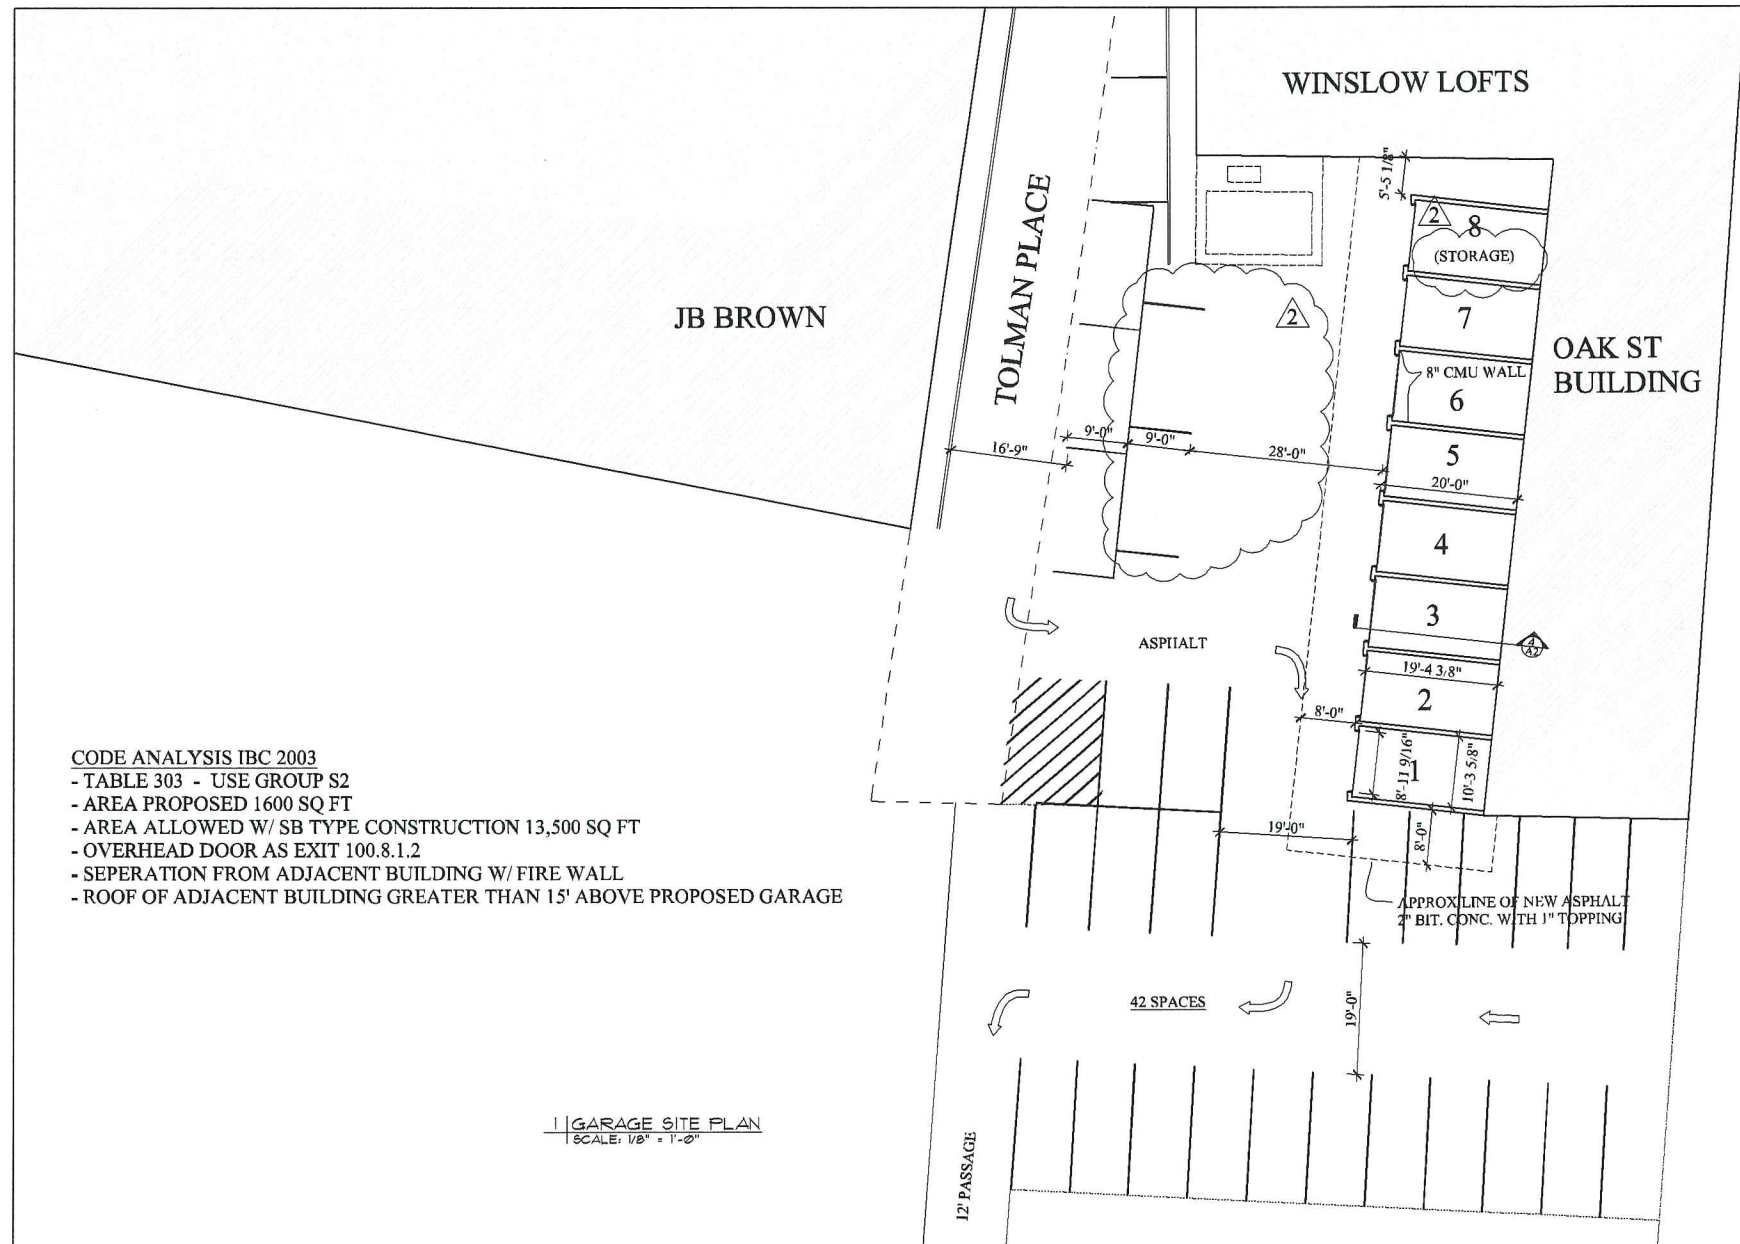 WINSLOW LOFTS
5'-5 1/8"
2
8
(STORAGE)
TOLMAN PLACE
JB BROWN
2
7
OAK ST
BUILDING
8" CMU WALL
6
16'-9"
9'-0"
9'-0"
28'-0"
5
20'-0"
4
3
ASPHALT
4
A2
19'-4 3/8"
2
8'-0"
8'-11 9/16"
1
10'-3 5/8"
CODE ANALYSIS IBC 2003
- TABLE 303 - USE GROUP S2
- AREA PROPOSED 1600 SQ FT
- AREA ALLOWED W/ SB TYPE CONSTRUCTION 13,500 SQ FT
- OVERHEAD DOOR AS EXIT 100.8.1.2
- SEPERATION FROM ADJACENT BUILDING W/ FIRE WALL
- ROOF OF ADJACENT BUILDING GREATER THAN 15' ABOVE PROPOSED GARAGE
19'-0"
8'-0"
APPROX LINE OF NEW ASPHALT
2" BIT. CONC. WITH 1" TOPPING
42 SPACES
19'-0"
1 GARAGE SITE PLAN
SCALE: 1/8" = 1'-0"
12' PASSAGE